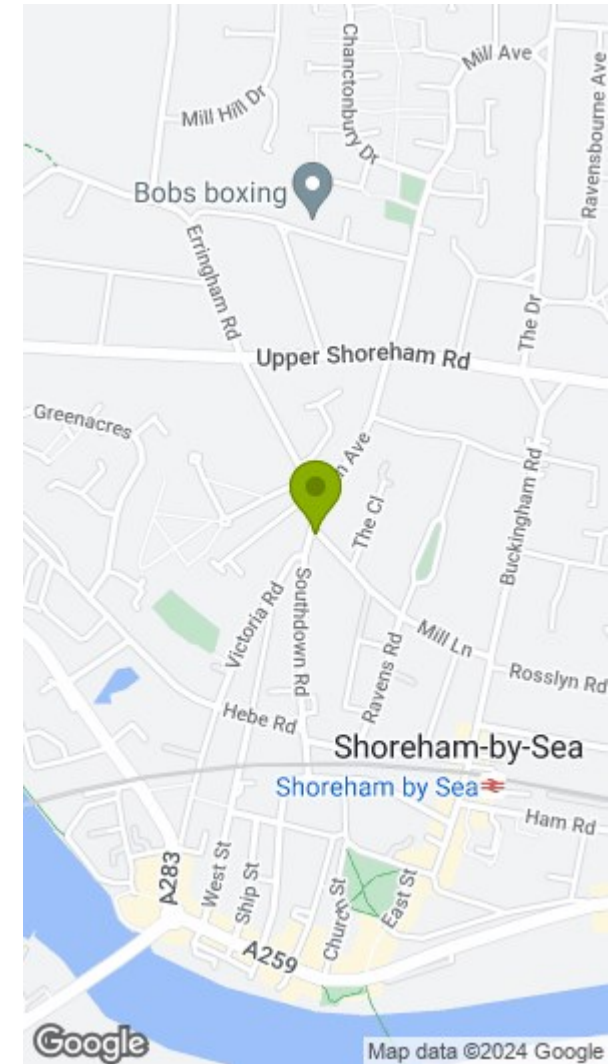 Mill Ave
Chanctonbury Dr
Ravensbourne Ave
Mill Hill Dr
Bobs boxing
Erringham Rd
The Dr
Upper Shoreham Rd
Greenacres
Ave
The Cl
Buckingham Rd
Victoria Rd
Southdown Rd
Mill Ln
Ravens Rd
Rosslyn Rd
Hebe Rd
Shoreham-by-Sea
Shoreham by Sea
Ham Rd
A283
West St
Ship St
Church St
East St
A259
Google
Map data ©2024 Google